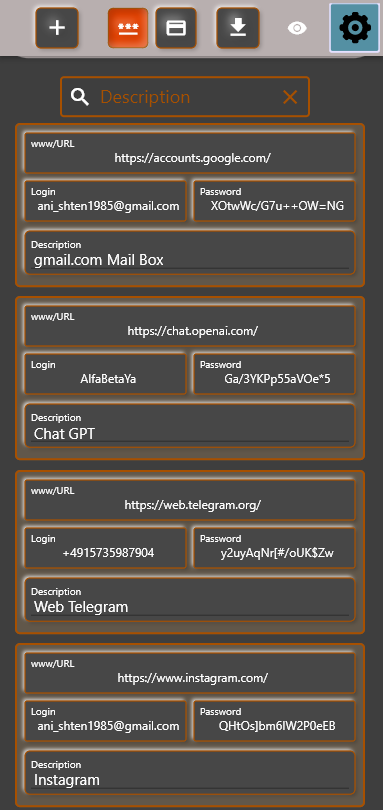 ***
Description
www/URL
https://accounts.google.com/
Login Password
ani_shten1985@gmail.com XOtwWc/G7u++OW=NG
Description
gmail.com Mail Box
www/URL
https://chat.openai.com/
Login Password
AlfaBetaYa Ga/3YKPp55aVOe*5
Description
Chat GPT
www/URL
https://web.telegram.org/
Login Password
+4915735987904 y2uyAqNr[#/oUK$Zw
Description
Web Telegram
www/URL
https://www.instagram.com/
Login Password
ani_shten1985@gmail.com QHtOs]bm6IW2P0eEB
Description
Instagram